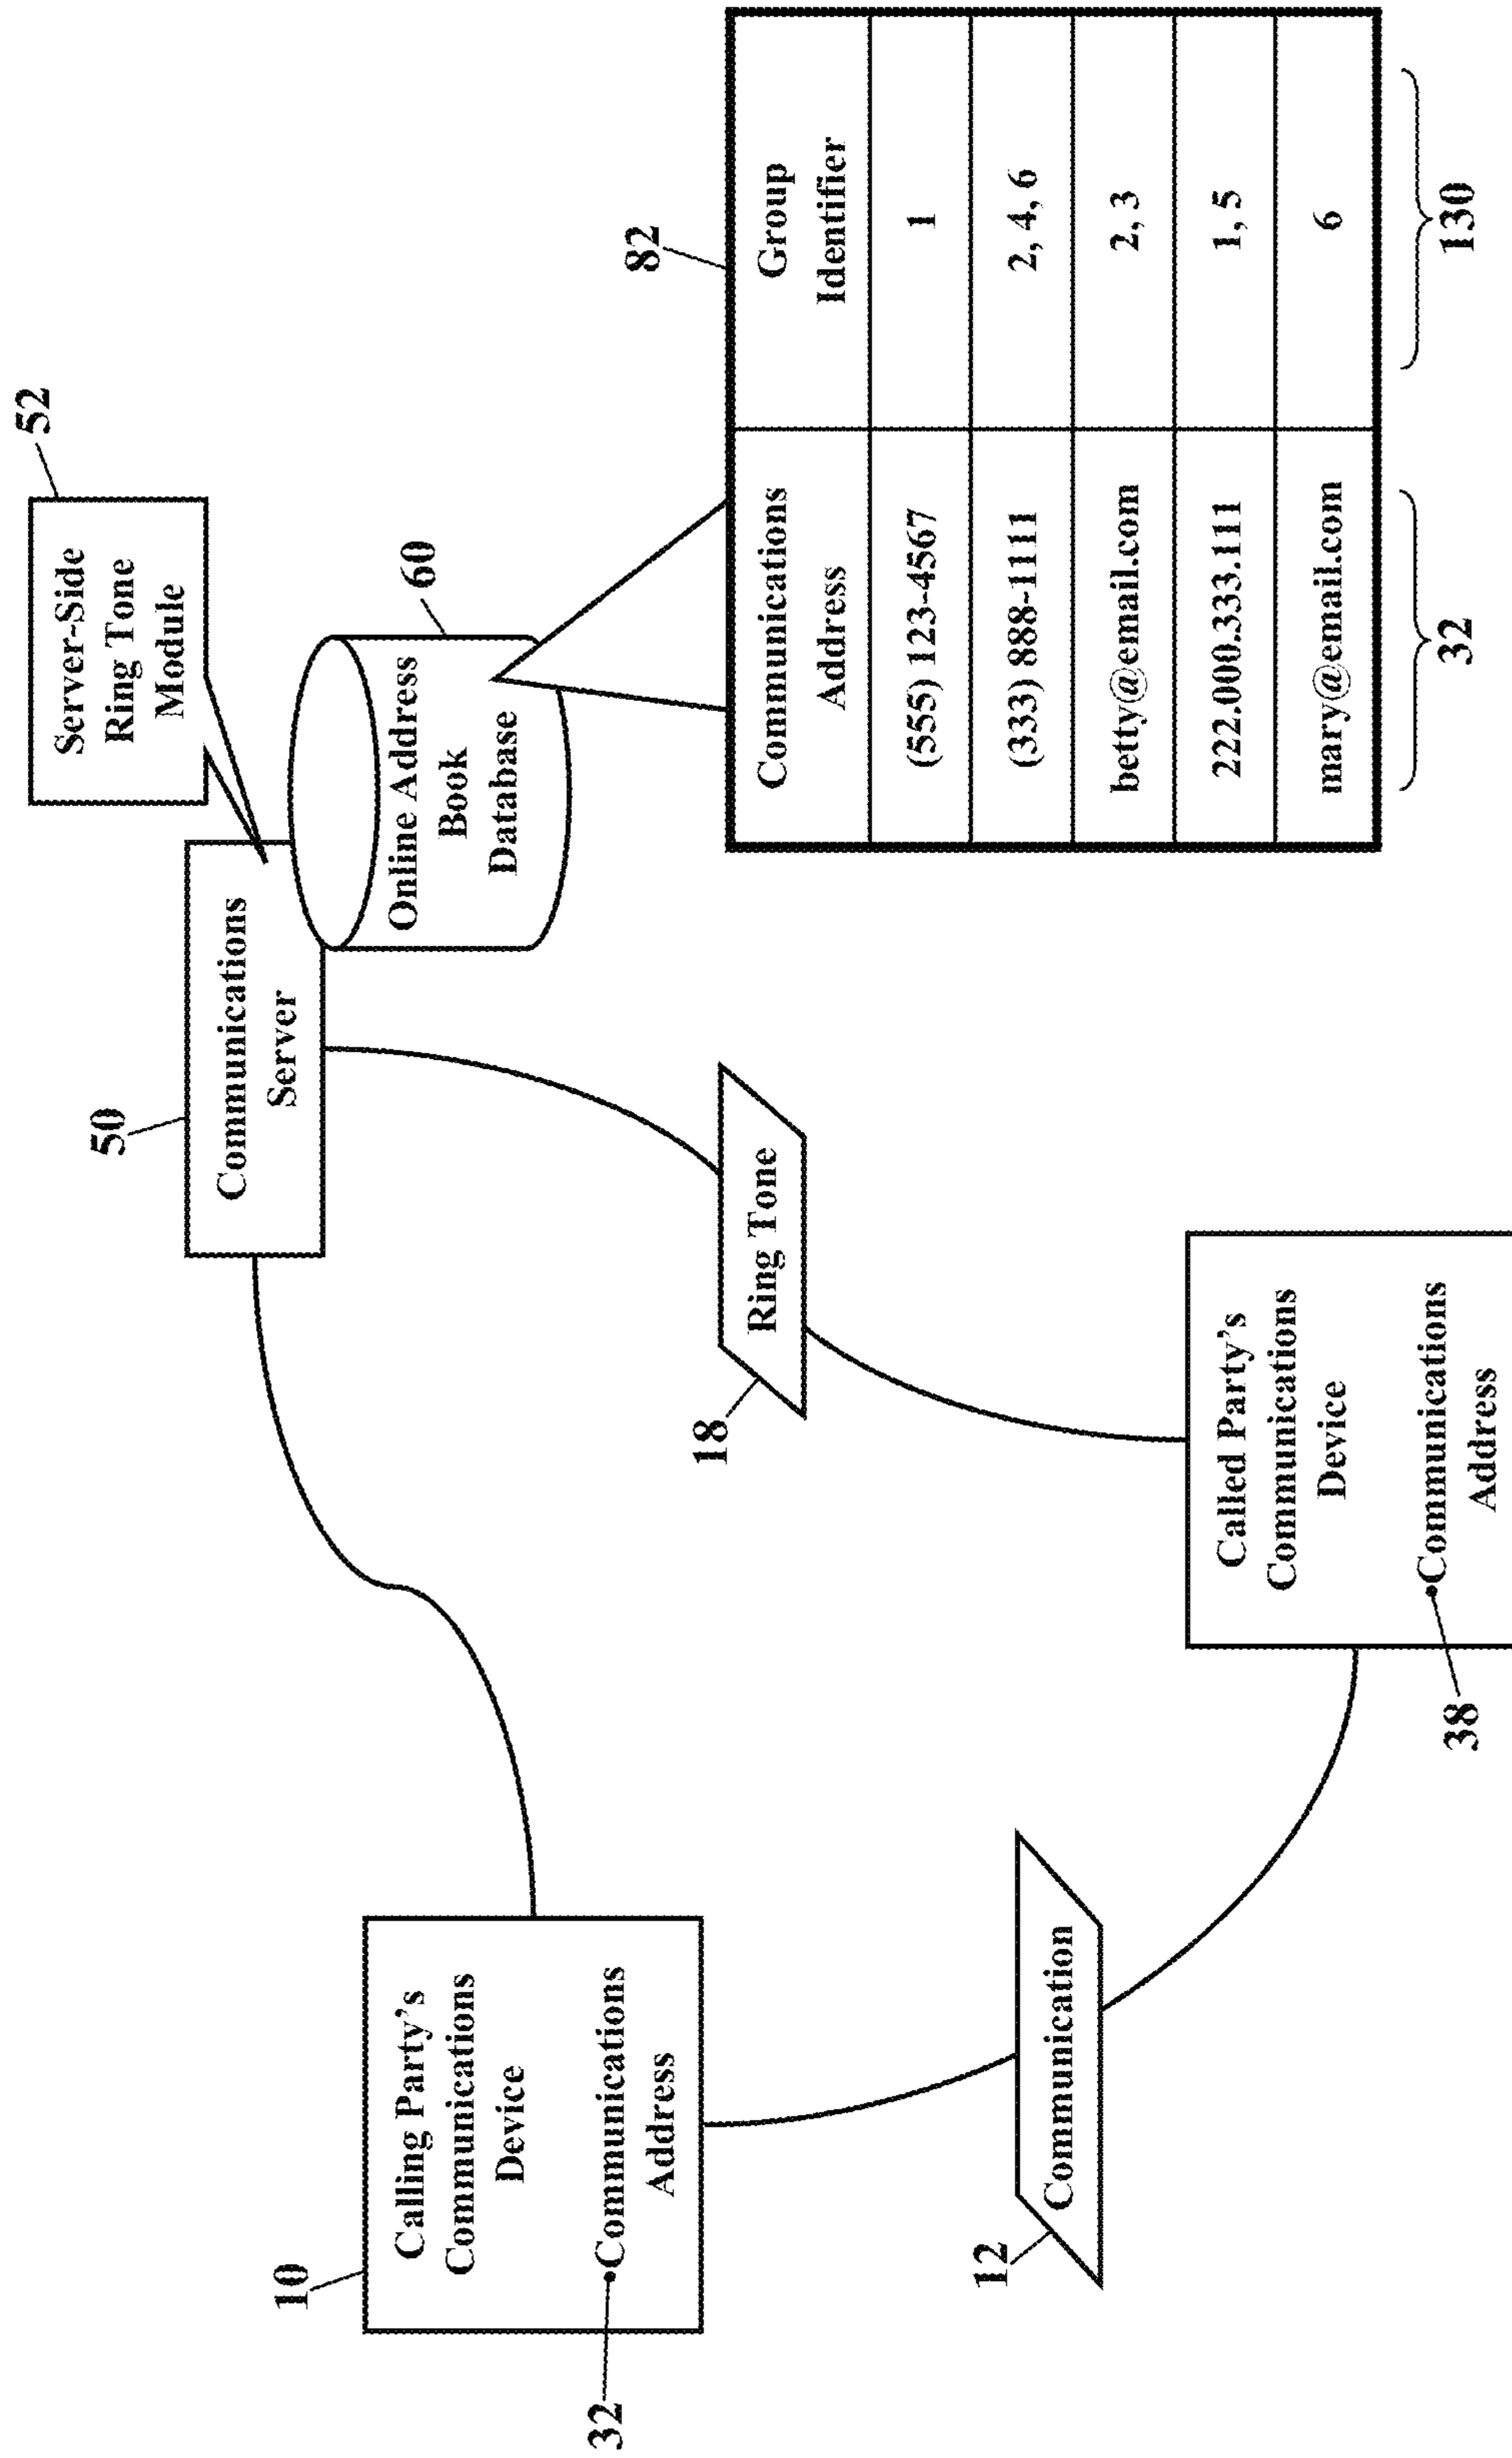 52
Server-Side
Ring Tone
Module
50
Communications
Server
Online Address
Book
Database
60
10
Calling Party's
Communications
Device
Communications
Address
32
18
Ring Tone
82
Communications
Address
Group
Identifier
(555) 123-4567
1
(333) 888-1111
2, 4, 6
betty@email.com
2, 3
222.000.333.111
1, 5
mary@email.com
6
32
130
12
Communication
Called Party's
Communications
Device
Communications
Address
38